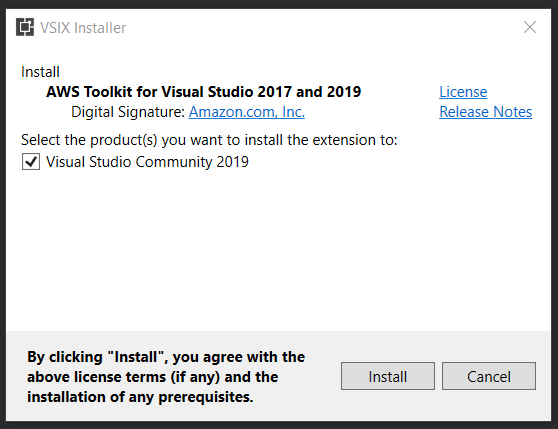 VSIX Installer
Install
AWS Toolkit for Visual Studio 2017 and 2019 License
Digital Signature: Amazon.com, Inc. Release Notes
Select the product(s) you want to install the extension to:
Visual Studio Community 2019
By clicking "Install", you agree with the
above license terms (if any) and the
installation of any prerequisites.
Install Cancel